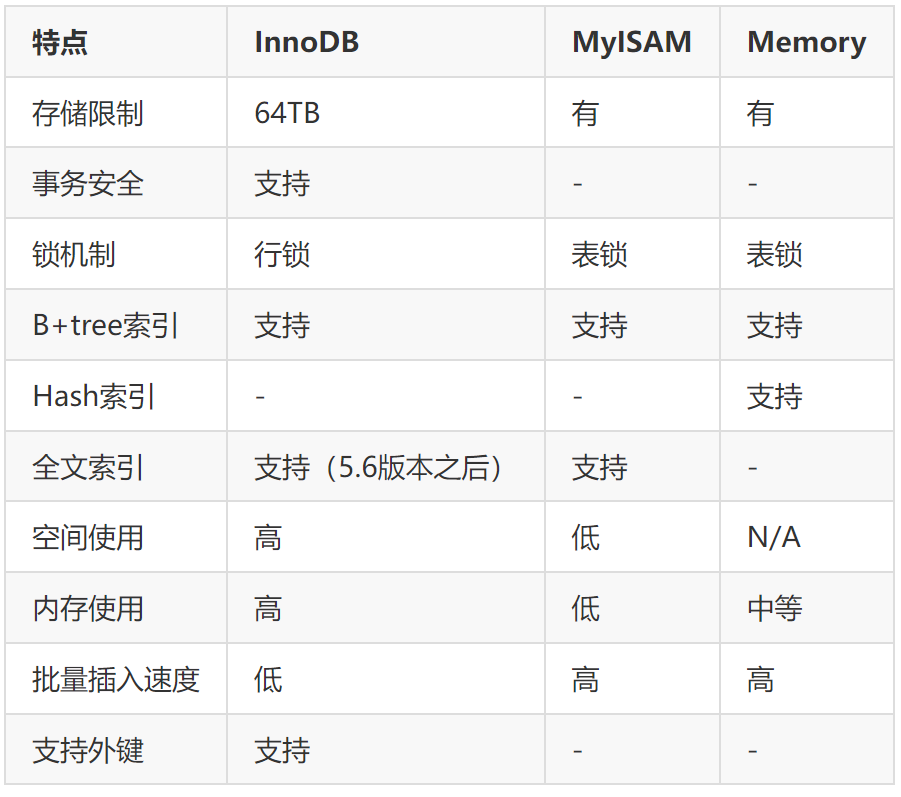 特点 InnoDB MyISAM Memory
存储限制 64TB 有 有
事务安全 支持 - -
锁机制 行锁 表锁 表锁
B+tree索引 支持 支持 支持
Hash索引 - - 支持
全文索引 支持（5.6版本之后） 支持 -
空间使用 高 低 N/A
内存使用 高 低 中等
批量插入速度 低 高 高
支持外键 支持 - -